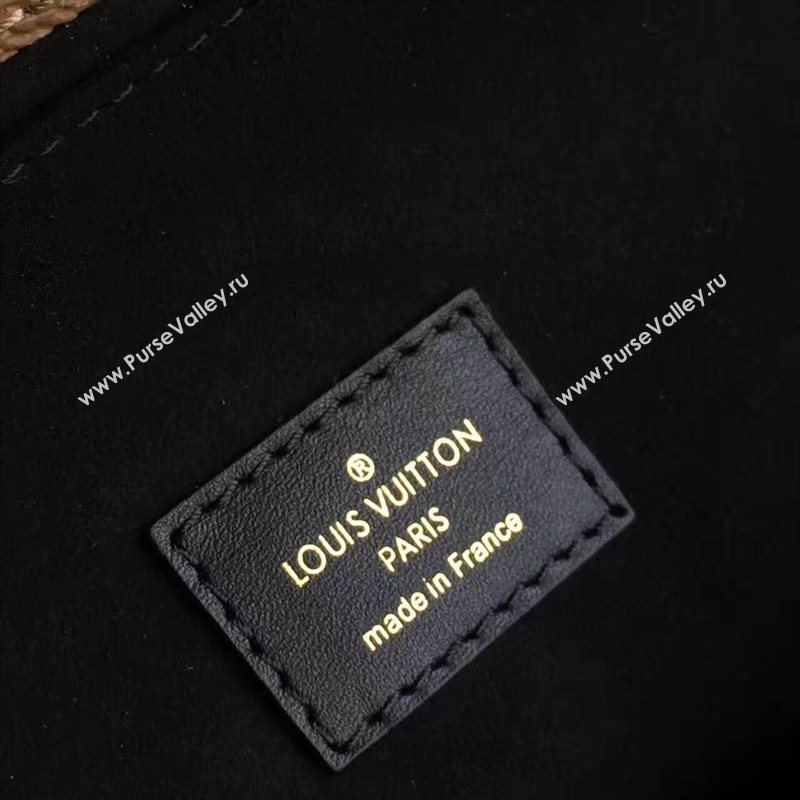 www.PurseValley.ru
www.PurseValley.ru
®
LOUIS VUITTON
PARIS
made in France